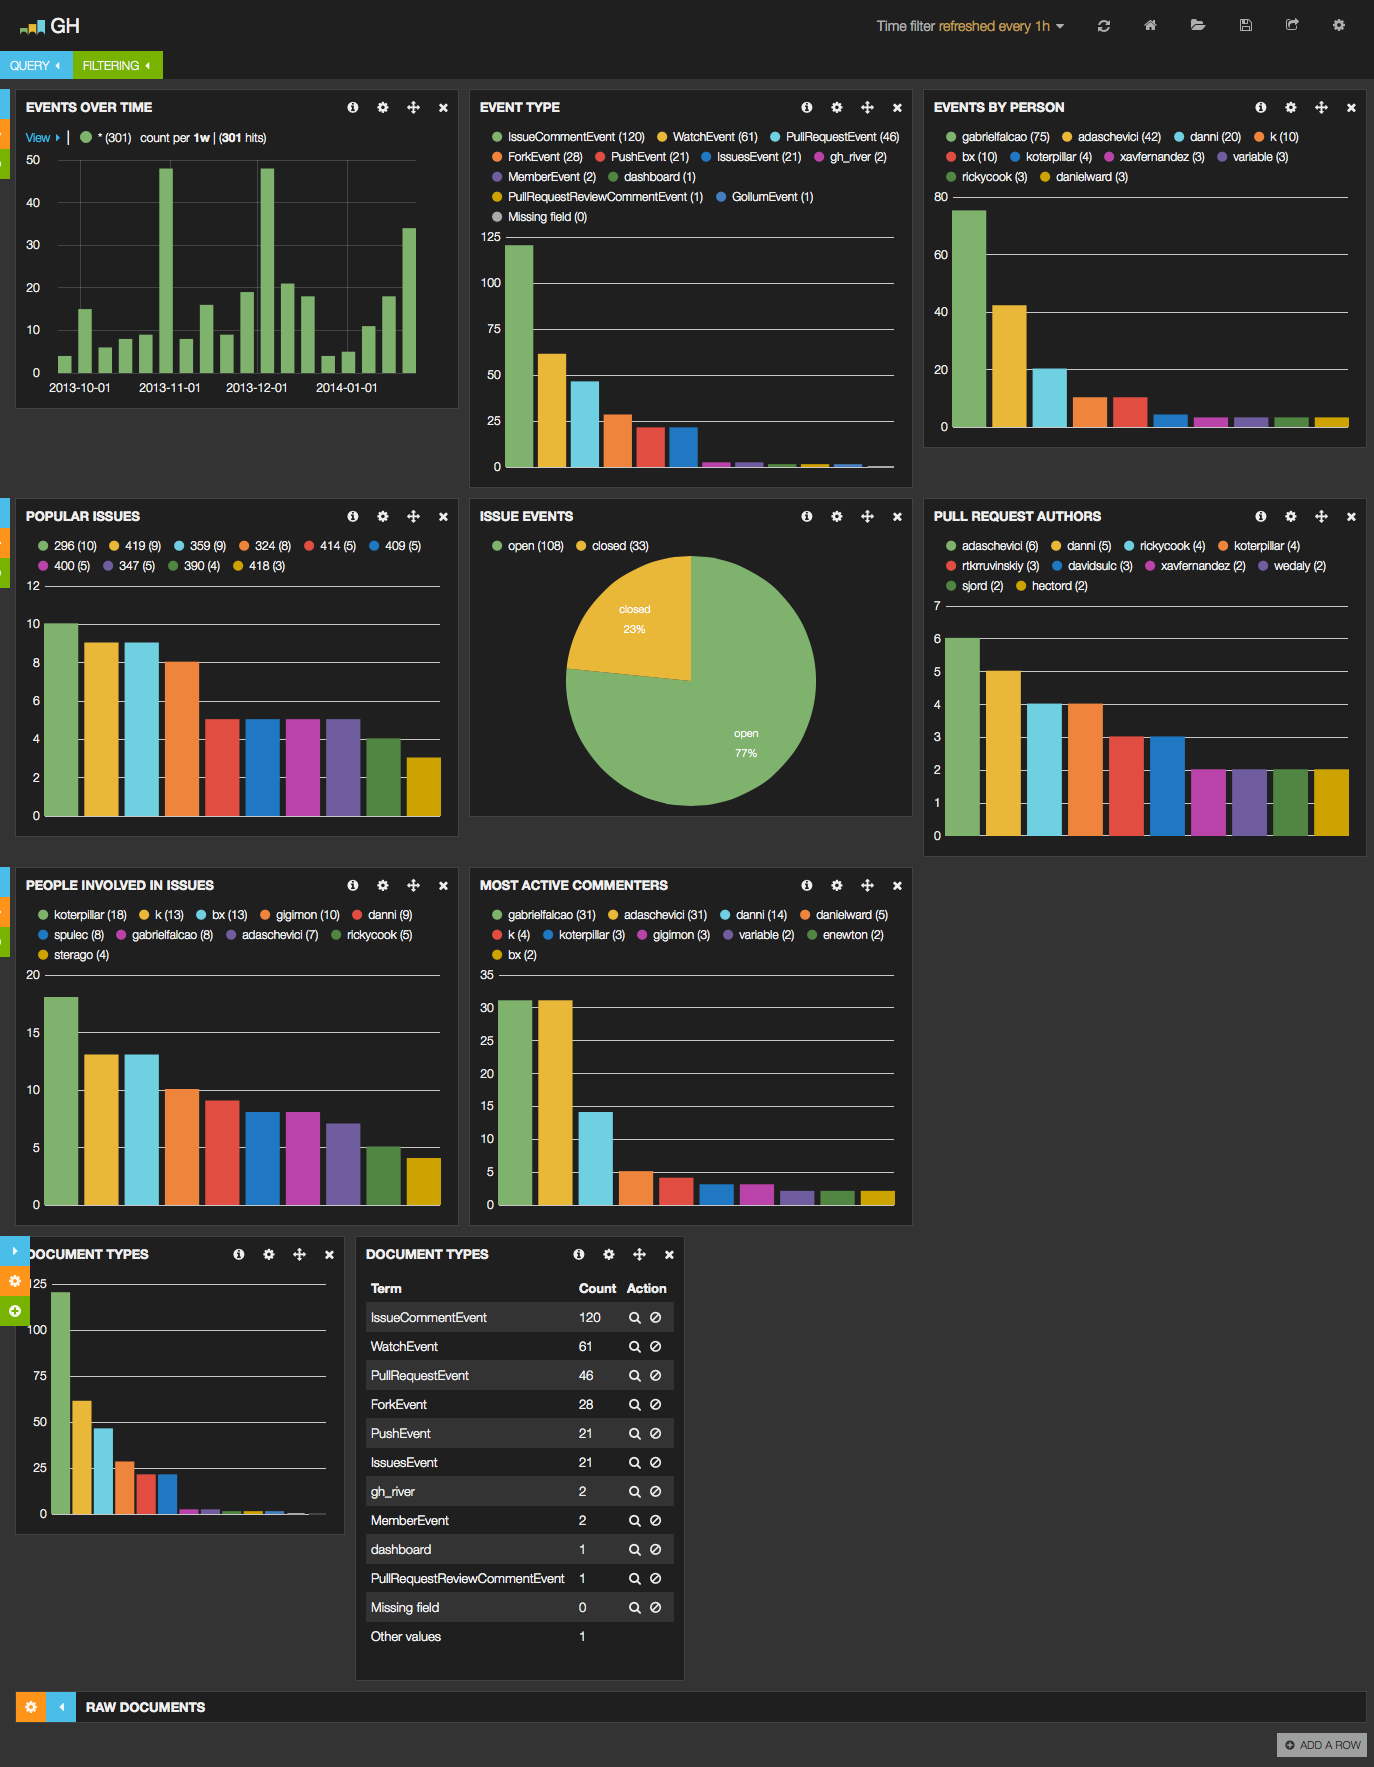 GH
Time filter refreshed every 1h
QUERY
FILTERING
EVENTS OVER TIME
View | * (301) count per 1w | (301 hits)
50
40
30
20
10
0
2013-10-01 2013-11-01 2013-12-01 2014-01-01
EVENT TYPE
IssueCommentEvent (120) WatchEvent (61) PullRequestEvent (46)
ForkEvent (28) PushEvent (21) IssuesEvent (21) gh_river (2)
MemberEvent (2) dashboard (1)
PullRequestReviewCommentEvent (1) GollumEvent (1)
Missing field (0)
125
100
75
50
25
0
EVENTS BY PERSON
gabrielfalcao (75) adaschevici (42) danni (20) k (10)
bx (10) koterpillar (4) xavfernandez (3) variable (3)
rickycook (3) danielward (3)
80
60
40
20
0
POPULAR ISSUES
296 (10) 419 (9) 359 (9) 324 (8) 414 (5) 409 (5)
400 (5) 347 (5) 390 (4) 418 (3)
12
10
8
6
4
2
0
ISSUE EVENTS
open (108) closed (33)
closed
23%
open
77%
PULL REQUEST AUTHORS
adaschevici (6) danni (5) rickycook (4) koterpillar (4)
rtkrruvinskiy (3) davidsulc (3) xavfernandez (2) wedaly (2)
sjord (2) hectord (2)
7
6
5
4
3
2
1
0
PEOPLE INVOLVED IN ISSUES
koterpillar (18) k (13) bx (13) gigimon (10) danni (9)
spulec (8) gabrielfalcao (8) adaschevici (7) rickycook (5)
sterago (4)
20
15
10
5
0
MOST ACTIVE COMMENTERS
gabrielfalcao (31) adaschevici (31) danni (14) danielward (5)
k (4) koterpillar (3) gigimon (3) variable (2) enewton (2)
bx (2)
35
30
25
20
15
10
5
0
DOCUMENT TYPES
125
100
75
50
25
0
DOCUMENT TYPES
Term Count Action
IssueCommentEvent 120
WatchEvent 61
PullRequestEvent 46
ForkEvent 28
PushEvent 21
IssuesEvent 21
gh_river 2
MemberEvent 2
dashboard 1
PullRequestReviewCommentEvent 1
Missing field 0
Other values 1
RAW DOCUMENTS
ADD A ROW